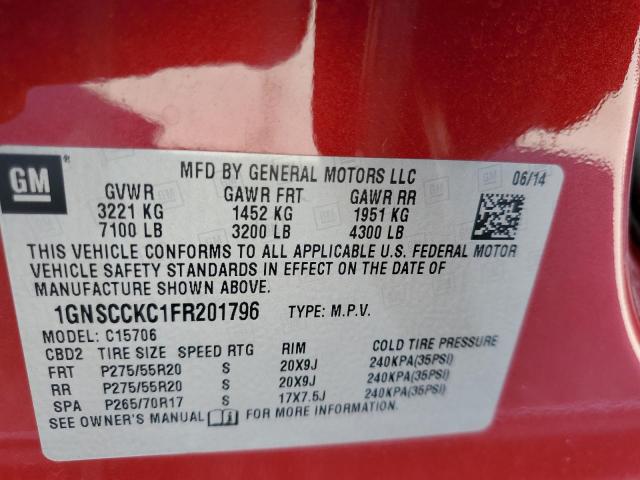 GM ® MFD BY GENERAL MOTORS LLC 06/14
GVWR GAWR FRT GAWR RR
3221 KG 1452 KG 1951 KG
7100 LB 3200 LB 4300 LB
THIS VEHICLE CONFORMS TO ALL APPLICABLE U.S. FEDERAL MOTOR
VEHICLE SAFETY STANDARDS IN EFFECT ON THE DATE OF
MANUFACTURE SHOWN ABOVE.
1GNSCCKC1FR201796 TYPE: M.P.V.
MODEL: C15706
CBD2 TIRE SIZE SPEED RTG RIM COLD TIRE PRESSURE
FRT P275/55R20 S 20X9J 240KPA(35PSI)
RR P275/55R20 S 20X9J 240KPA(35PSI)
SPA P265/70R17 S 17X7.5J 240KPA(35PSI)
SEE OWNER'S MANUAL FOR MORE INFORMATION.